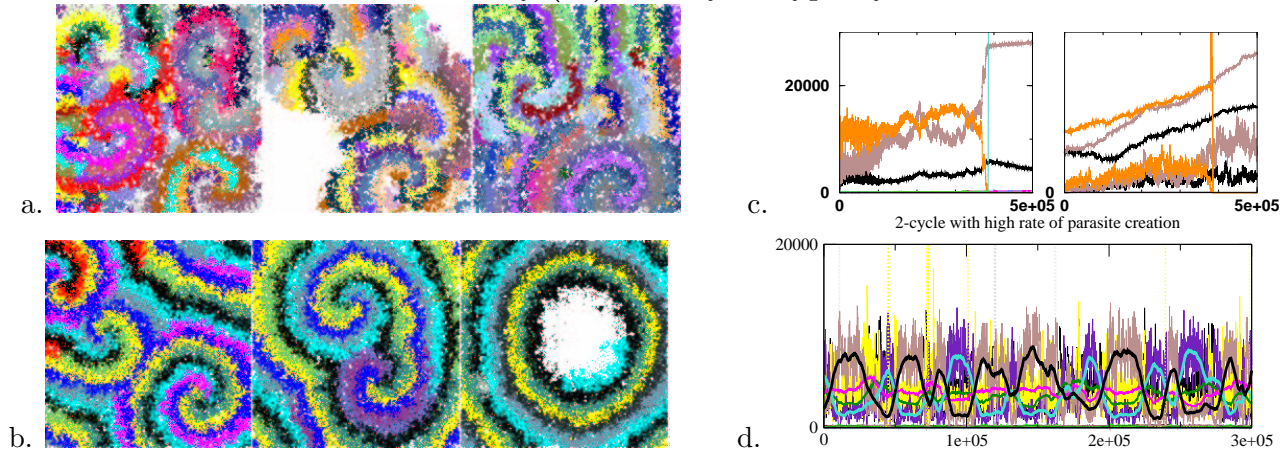 a.
b.
c.
20000
0
0
5e+05
0
0
5e+05
2-cycle with high rate of parasite creation
d.
20000
0
0
1e+05
2e+05
3e+05